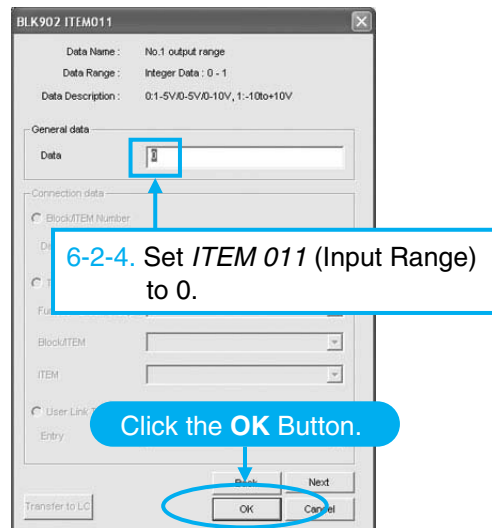 BLK902 ITEM011
Data Name : No.1 output range
Data Range : Integer Data : 0 - 1
Data Description : 0:1-5V/0-5V/0-10V, 1:-10to+10V
General data
Data 0
Connection data
Block/ITEM Number
6-2-4. Set ITEM 011 (Input Range)
to 0.
Block/ITEM
ITEM
User Link
Click the OK Button.
Entry
Back Next
Transfer to LC OK Cancel